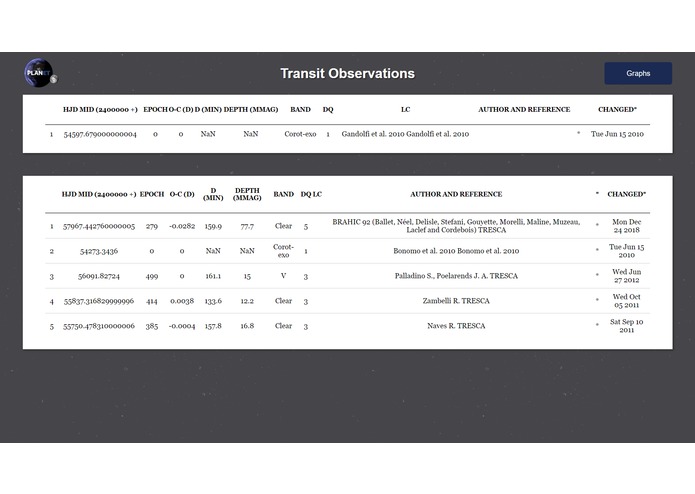 PLANET
Transit Observations
Graphs
HJD MID (2400000 +) EPOCH O-C (D) D (MIN) DEPTH (MMAG) BAND DQ LC AUTHOR AND REFERENCE CHANGED*
1 54597.679000000004 0 0 NaN NaN Corot-exo 1 Gandolfi et al. 2010 Gandolfi et al. 2010 * Tue Jun 15 2010
HJD MID (2400000 +) EPOCH O-C (D) D (MIN) DEPTH (MMAG) BAND DQ LC AUTHOR AND REFERENCE * CHANGED*
1 57967.442760000005 279 -0.0282 159.9 77.7 Clear 5 BRAHIC 92 (Ballet, Néel, Delisle, Stefani, Gouvette, Morelli, Maline, Muzeau, Laclef and Cordebois) TRESCA * Mon Dec 24 2018
2 54273.3436 0 0 NaN NaN Corot-exo 1 Bonomo et al. 2010 Bonomo et al. 2010 * Tue Jun 15 2010
3 56091.82724 499 0 161.1 15 V 3 Palladino S., Poelarends J. A. TRESCA * Wed Jun 27 2012
4 55837.316829999996 414 0.0038 133.6 12.2 Clear 3 Zambelli R. TRESCA * Wed Oct 05 2011
5 55750.478310000006 385 -0.0004 157.8 16.8 Clear 3 Naves R. TRESCA * Sat Sep 10 2011